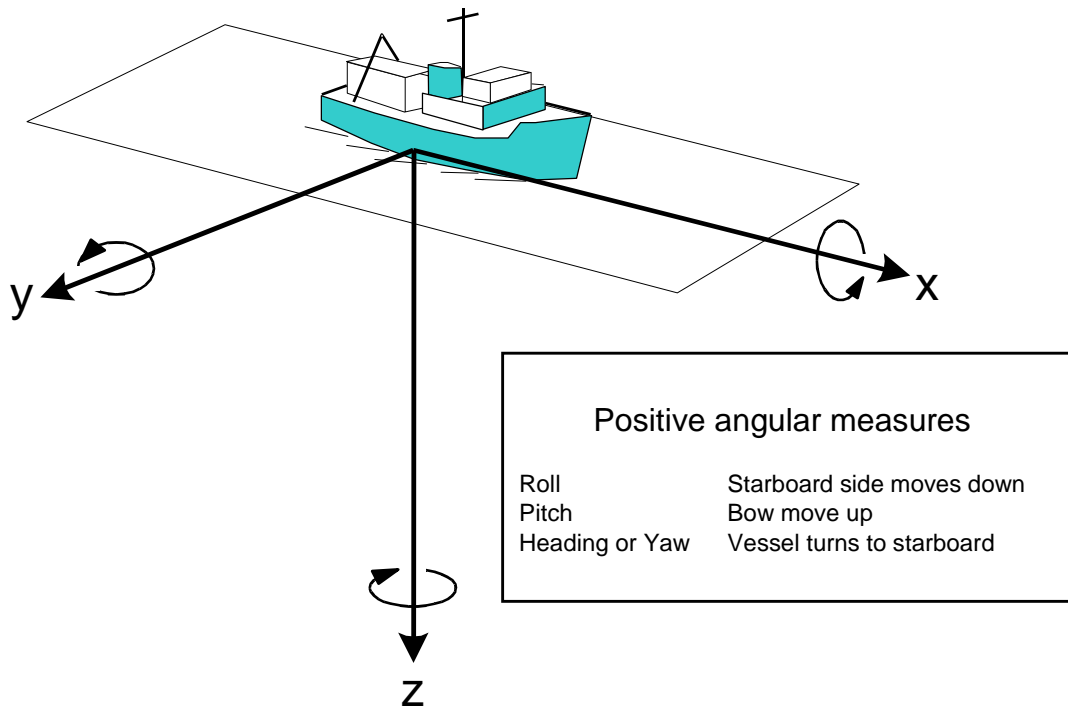 y
x
Positive angular measures
Roll Starboard side moves down
Pitch Bow move up
Heading or Yaw Vessel turns to starboard
z